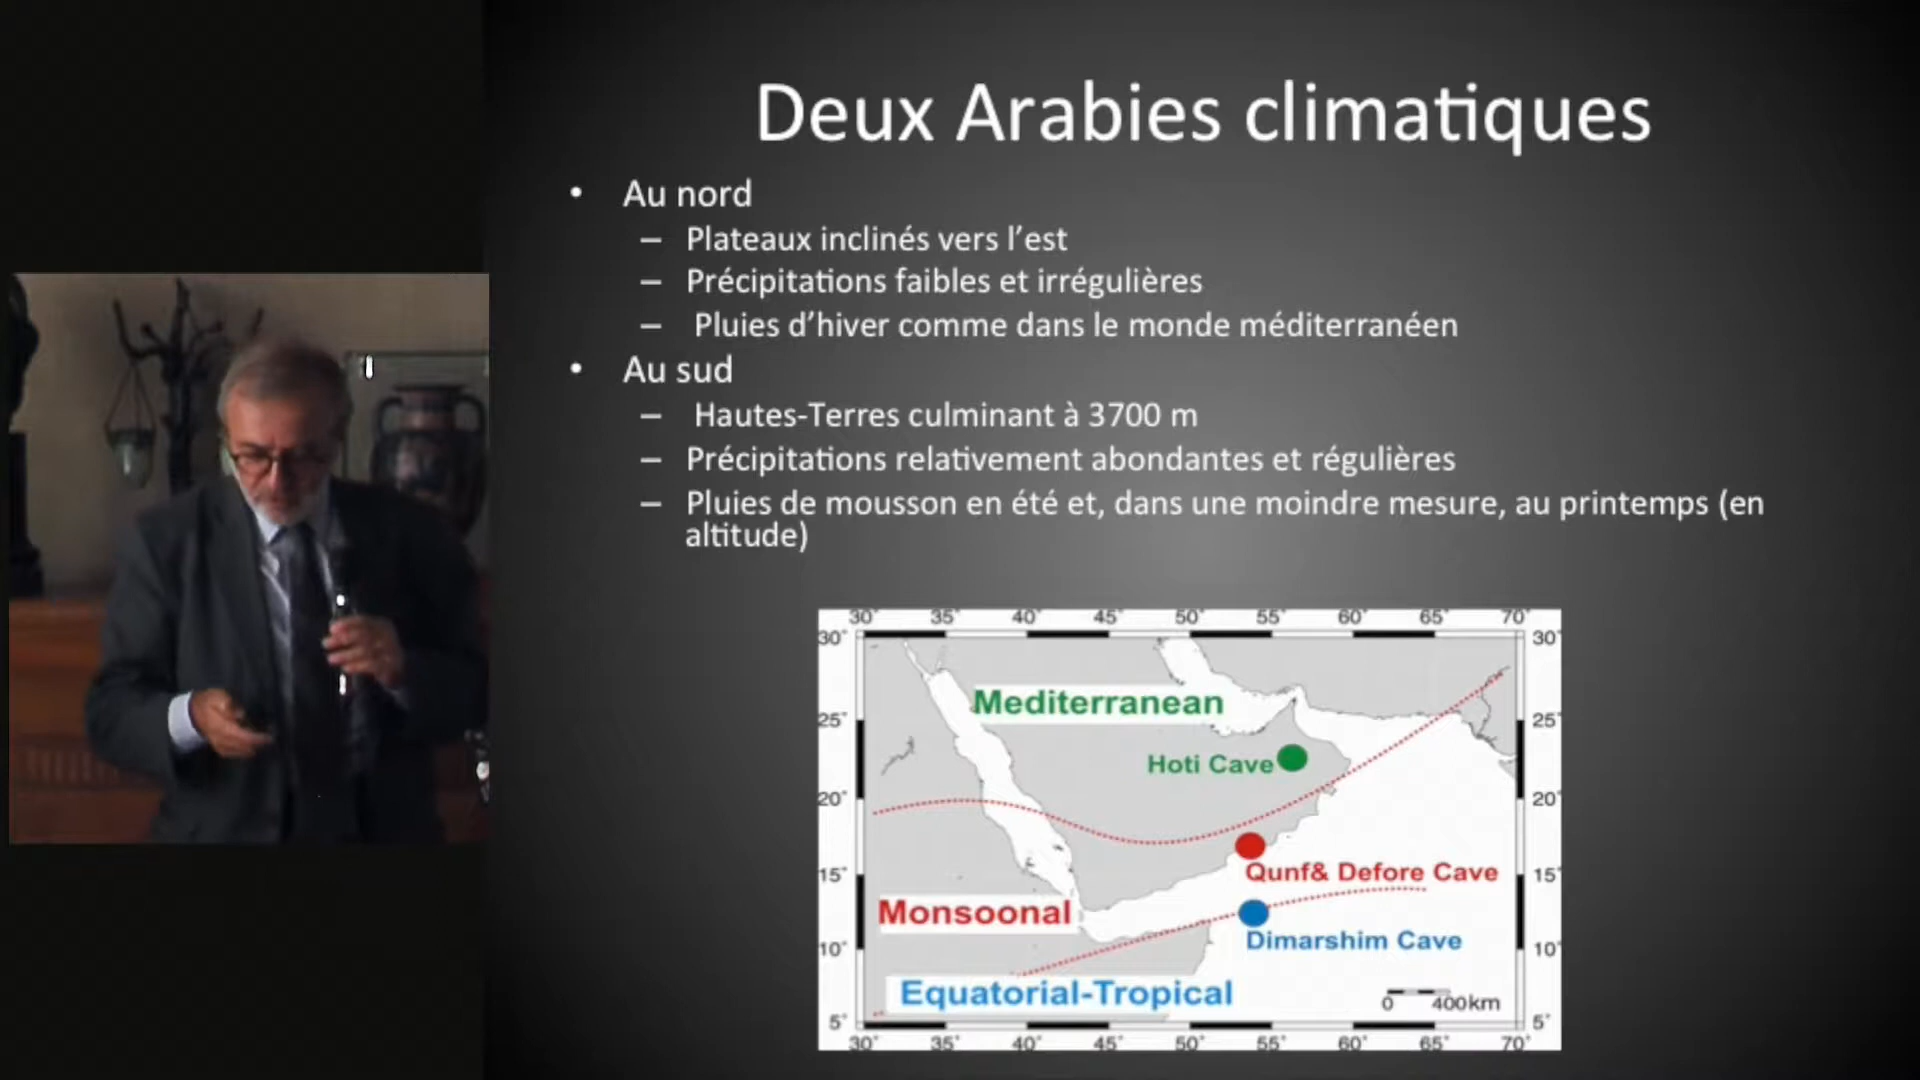 Deux Arabies climatiques
• Au nord
– Plateaux inclinés vers l’est
– Précipitations faibles et irrégulières
– Pluies d’hiver comme dans le monde méditerranéen
• Au sud
– Hautes-Terres culminant à 3700 m
– Précipitations relativement abondantes et régulières
– Pluies de mousson en été et, dans une moindre mesure, au printemps (en
altitude)
30° 35° 40° 45° 50° 55° 60° 65° 70°
30° 30°
Mediterranean
25° 25°
Hoti Cave
20° 20°
Qunf& Defore Cave
15° 15°
Monsoonal
Dimarshim Cave
10° 10°
Equatorial-Tropical
0 400km
5° 5°
30° 35° 40° 45° 50° 55° 60° 65° 70°